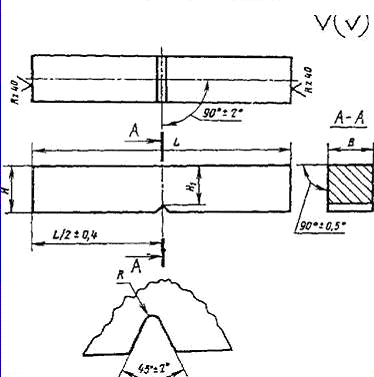 √(√)
Rz 40
Rz 40
90°±2°
A
L
A-A
B
H
H₁
90°±0,5°
L/2±0,4
A
R
45°±2°